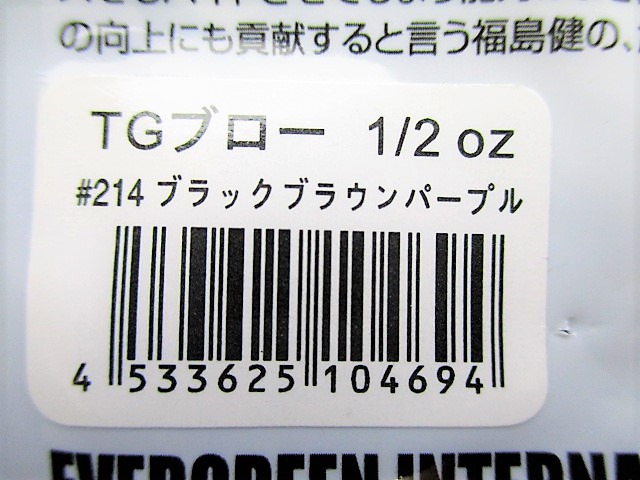 の向上にも貢献すると言う福島健の、
TGブロー 1/2 oz
#214 ブラックブラウンパープル
4 533625 104694
EVERGREEN INTERNA